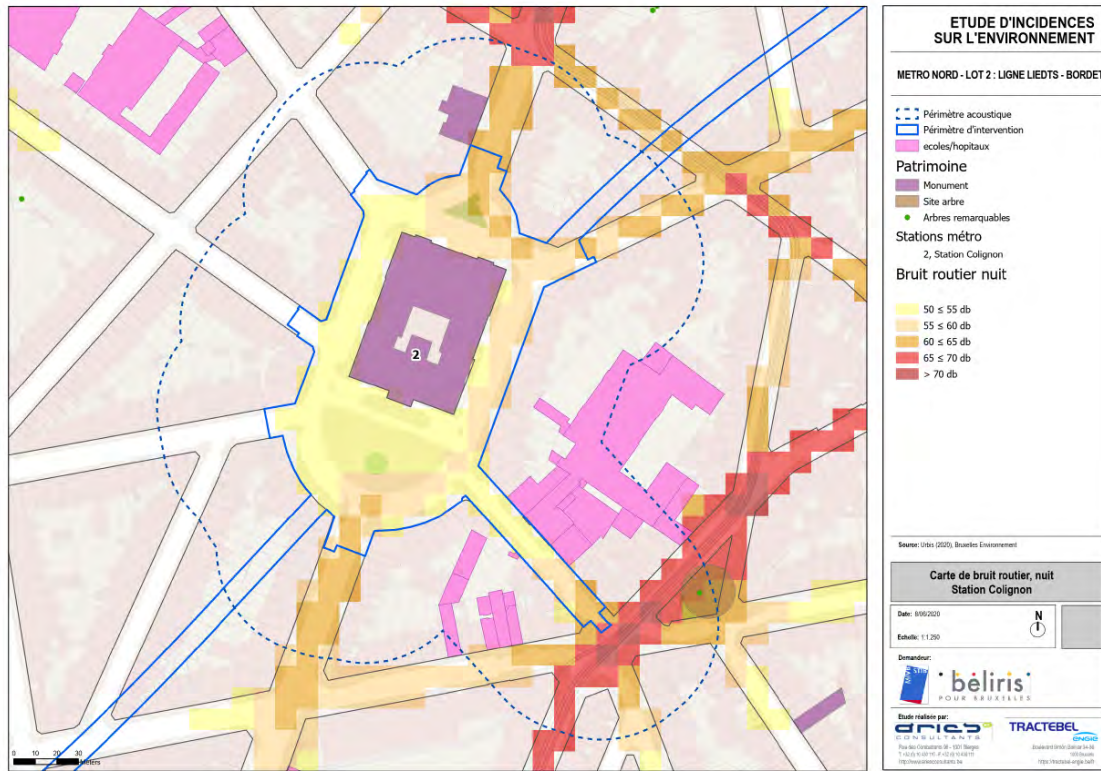 2
0 10 20 30
Meters
ETUDE D'INCIDENCES
SUR L'ENVIRONNEMENT
METRO NORD - LOT 2 : LIGNE LIEDTS - BORDET
Périmètre acoustique
Périmètre d'intervention
ecoles/hopitaux
Patrimoine
Monument
Site arbre
Arbres remarquables
Stations métro
2, Station Colignon
Bruit routier nuit
50 ≤ 55 db
55 ≤ 60 db
60 ≤ 65 db
65 ≤ 70 db
> 70 db
Source: Urbis (2020), Bruxelles Environnement
Carte de bruit routier, nuit
Station Colignon
Date:
N
Echelle: 1:1.250
Demandeur:
beliris
POUR BRUXELLES
Etude réalisée par:
aries
CONSULTANTS
TRACTEBEL
ENGIE